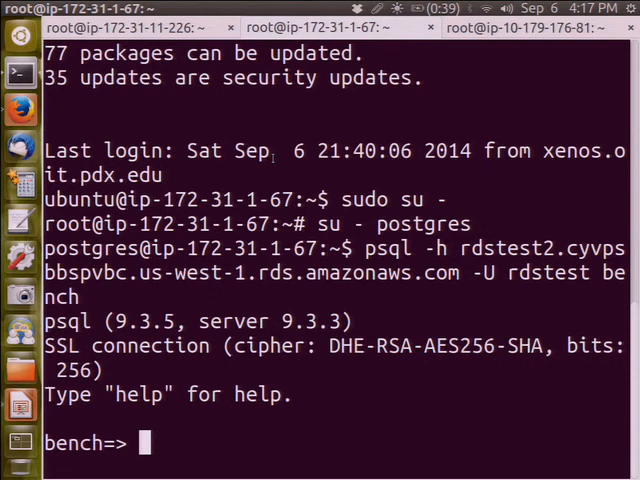 root@ip-172-31-1-67: ~
(0:39)
Sep 6
4:17 PM
root@ip-172-31-11-226: ~ ×
root@ip-172-31-1-67: ~ ×
root@ip-10-179-176-81: ~ ×
77 packages can be updated.
35 updates are security updates.
Last login: Sat Sep  6 21:40:06 2014 from xenos.o
it.pdx.edu
ubuntu@ip-172-31-1-67:~$ sudo su -
root@ip-172-31-1-67:~# su - postgres
postgres@ip-172-31-1-67:~$ psql -h rdstest2.cyvps
bbspvbc.us-west-1.rds.amazonaws.com -U rdstest be
nch
psql (9.3.5, server 9.3.3)
SSL connection (cipher: DHE-RSA-AES256-SHA, bits:
 256)
Type "help" for help.
bench=>